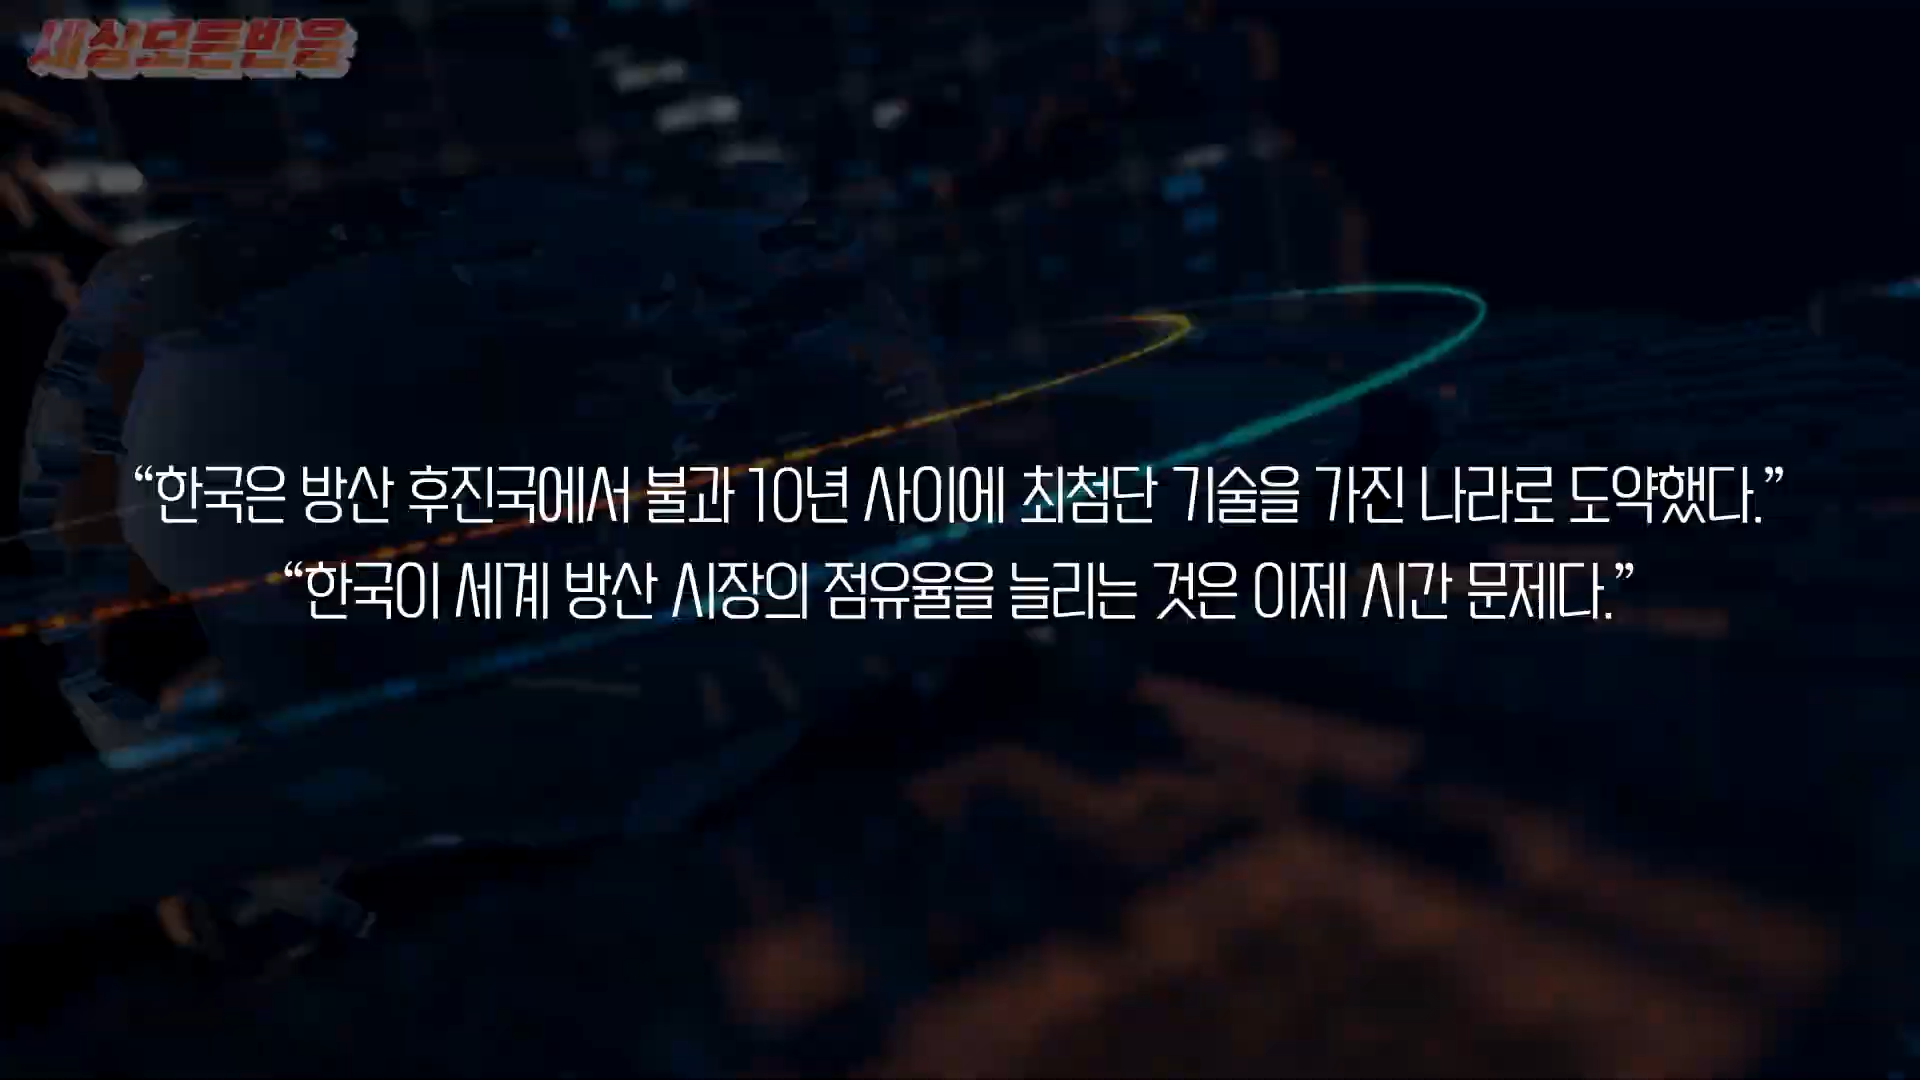 세상모든반응
“한국은 방산 후진국에서 불과 10년 사이에 최첨단 기술을 가진 나라로 도약했다.”
“한국이 세계 방산 시장의 점유율을 늘리는 것은 이제 시간 문제다.”